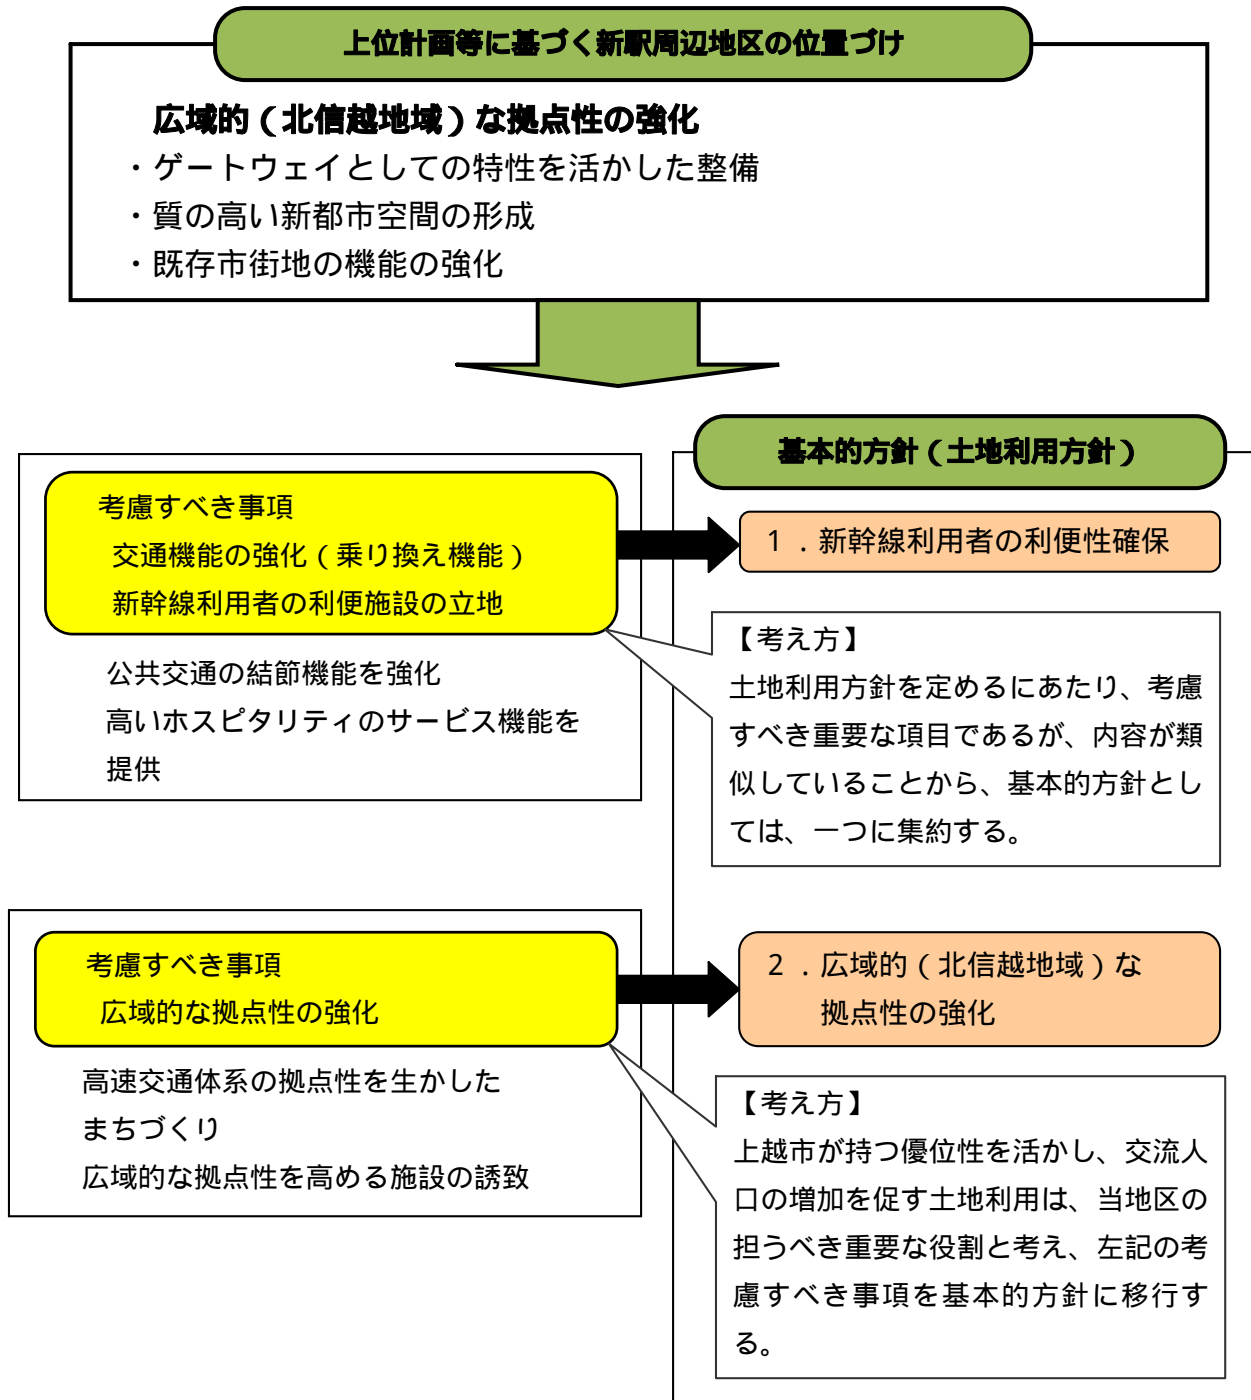 上位計画等に基づく新駅周辺地区の位置づけ
広域的（北信越地域）な拠点性の強化
・ゲートウェイとしての特性を活かした整備
・質の高い新都市空間の形成
・既存市街地の機能の強化
基本的方針（土地利用方針）
考慮すべき事項
交通機能の強化（乗り換え機能）
新幹線利用者の利便施設の立地
公共交通の結節機能を強化
高いホスピタリティのサービス機能を
提供
１．新幹線利用者の利便性確保
【考え方】
土地利用方針を定めるにあたり、考慮
すべき重要な項目であるが、内容が類
似していることから、基本的方針とし
ては、一つに集約する。
考慮すべき事項
広域的な拠点性の強化
高速交通体系の拠点性を生かした
まちづくり
広域的な拠点性を高める施設の誘致
２．広域的（北信越地域）な
拠点性の強化
【考え方】
上越市が持つ優位性を活かし、交流人
口の増加を促す土地利用は、当地区の
担うべき重要な役割と考え、左記の考
慮すべき事項を基本的方針に移行す
る。